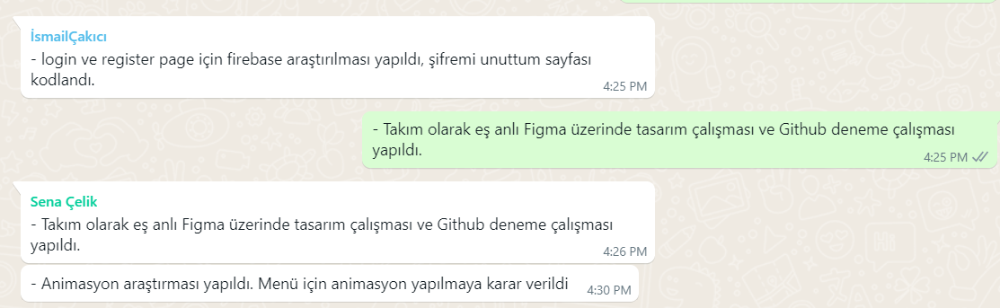 İsmailÇakıcı
- login ve register page için firebase araştırılması yapıldı, şifremi unuttum sayfası
kodlandı.
4:25 PM
- Takım olarak eş anlı Figma üzerinde tasarım çalışması ve Github deneme çalışması
yapıldı.
4:25 PM
Sena Çelik
- Takım olarak eş anlı Figma üzerinde tasarım çalışması ve Github deneme çalışması
yapıldı.
4:26 PM
- Animasyon araştırması yapıldı. Menü için animasyon yapılmaya karar verildi
4:30 PM